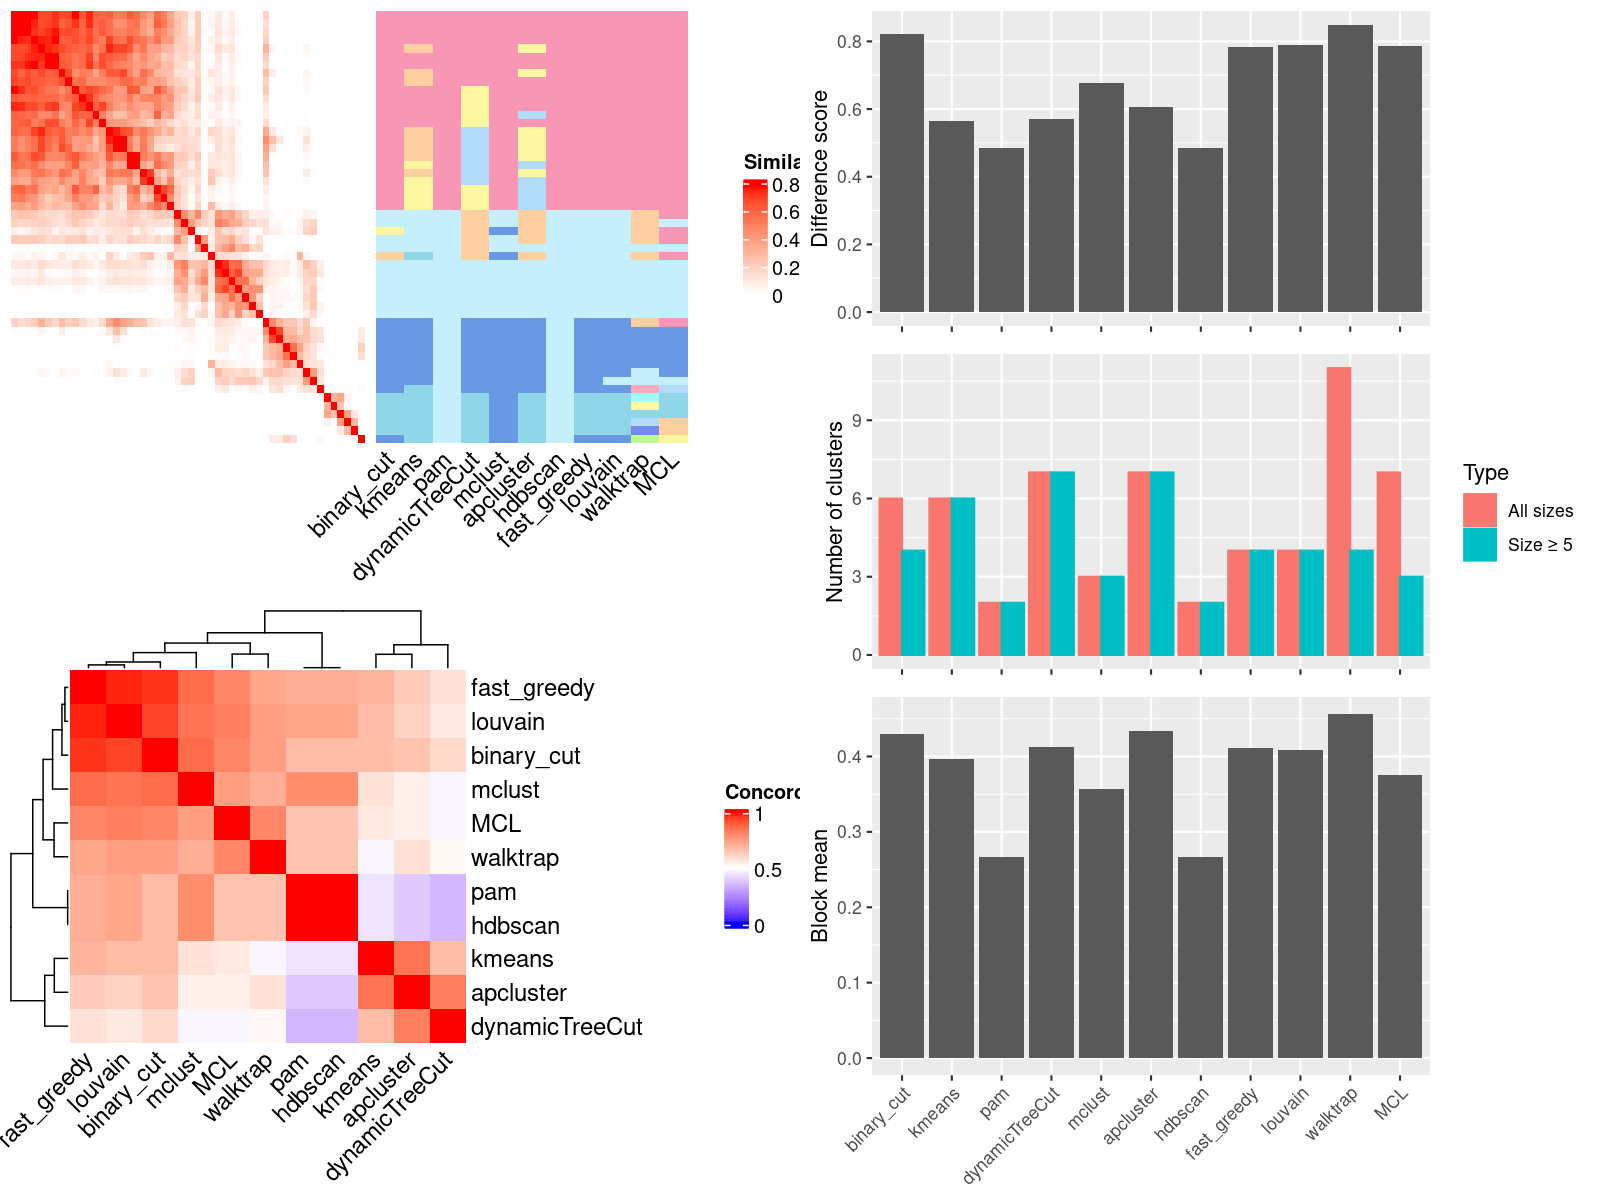 Simila
0.8
0.6
0.4
0.2
0
binary_cut
kmeans
pam
dynamicTreeCut
mclust
apcluster
hdbscan
fast_greedy
louvain
walktrap
MCL
Difference score
0.8
0.6
0.4
0.2
0.0
Number of clusters
9
6
3
0
Type
All sizes
Size ≥ 5
fast_greedy
louvain
binary_cut
mclust
MCL
walktrap
pam
hdbscan
kmeans
apcluster
dynamicTreeCut
fast_greedy
louvain
binary_cut
mclust
MCL
walktrap
pam
hdbscan
kmeans
apcluster
dynamicTreeCut
Concord
1
0.5
0
Block mean
0.4
0.3
0.2
0.1
0.0
binary_cut
kmeans
pam
dynamicTreeCut
mclust
apcluster
hdbscan
fast_greedy
louvain
walktrap
MCL